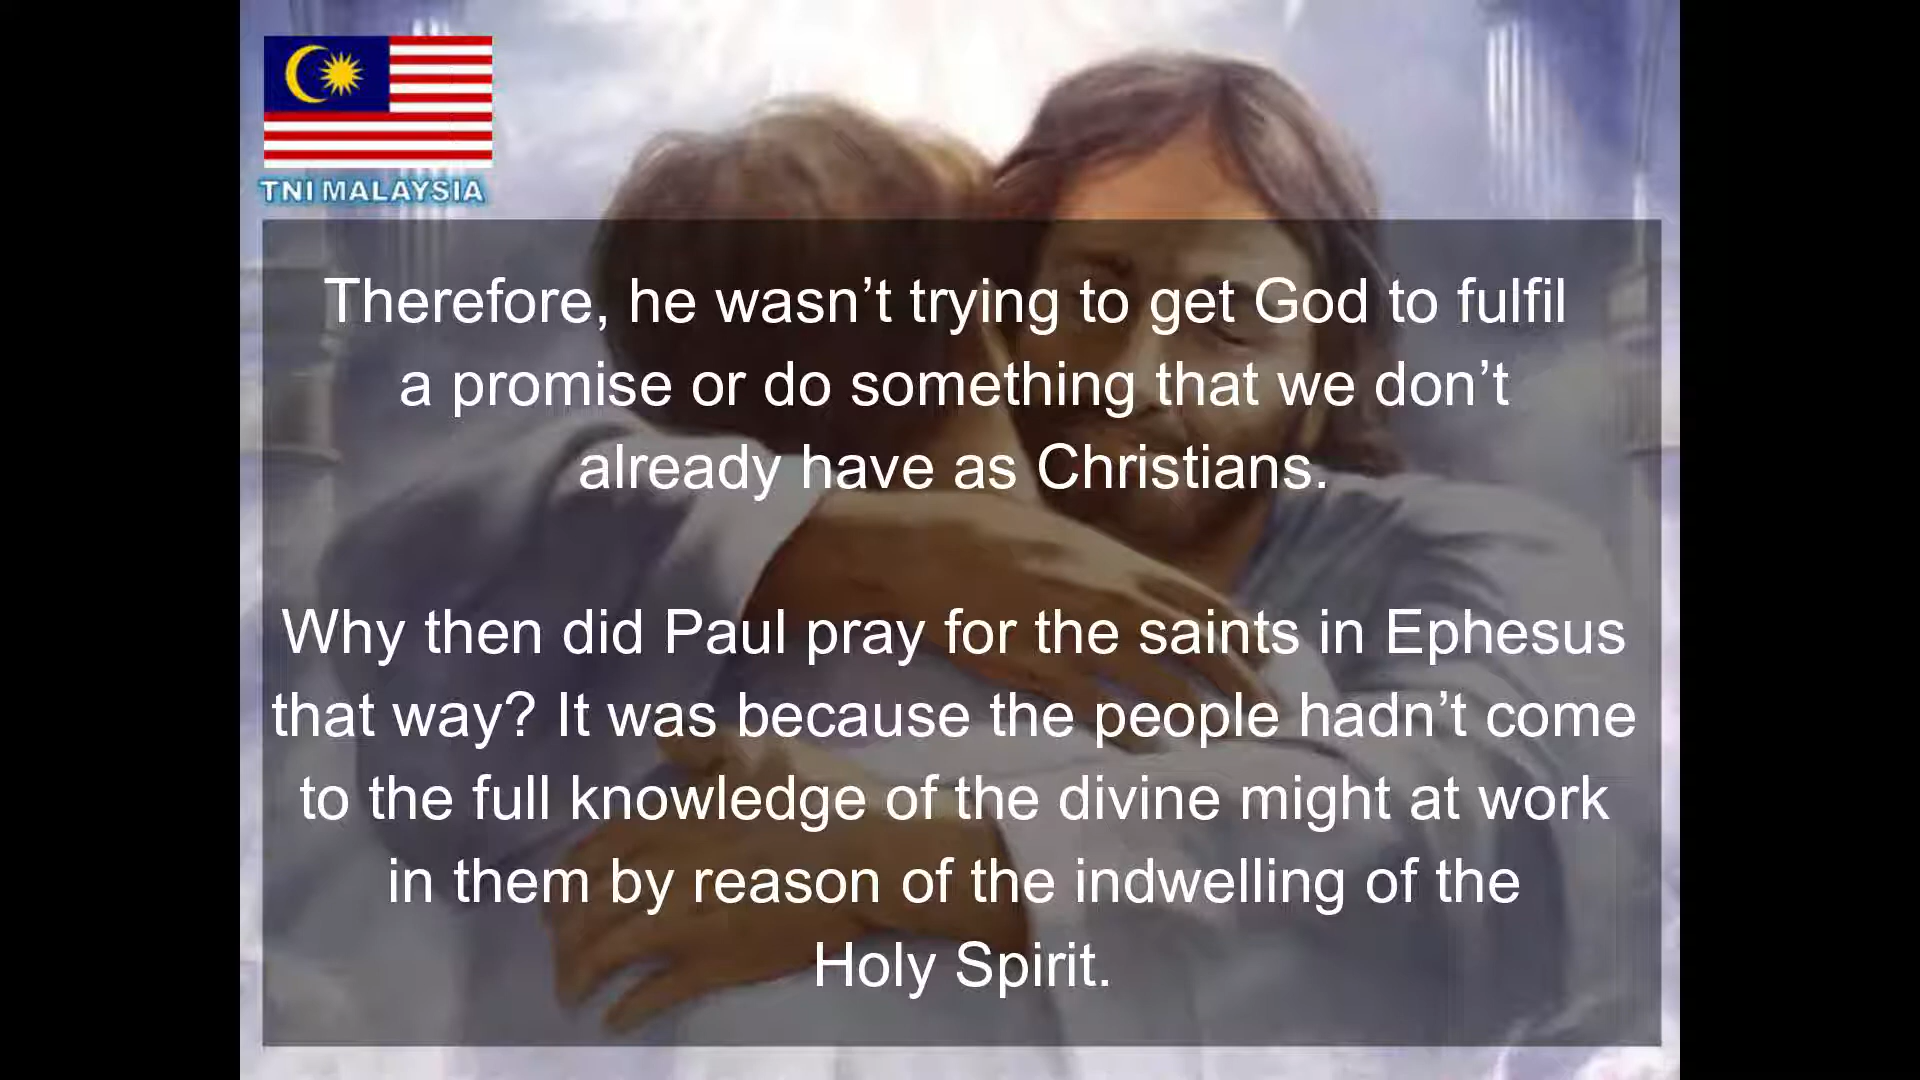 TNI MALAYSIA
Therefore, he wasn’t trying to get God to fulfil
a promise or do something that we don’t
already have as Christians.
Why then did Paul pray for the saints in Ephesus
that way? It was because the people hadn’t come
to the full knowledge of the divine might at work
in them by reason of the indwelling of the
Holy Spirit.